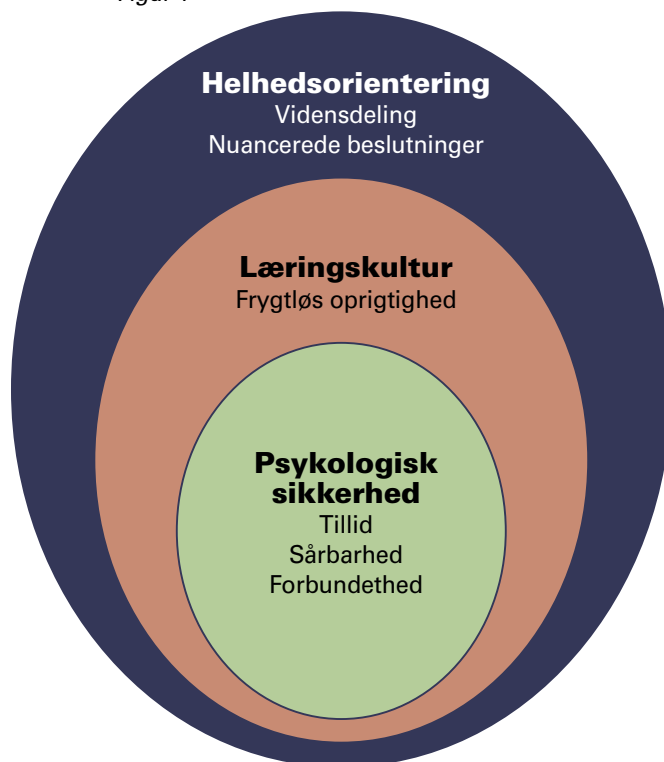 Helhedsorientering
Vidensdeling
Nuancerede beslutninger
Læringskultur
Frygtløs oprigtighed
Psykologisk
sikkerhed
Tillid
Sårbarhed
Forbundethed